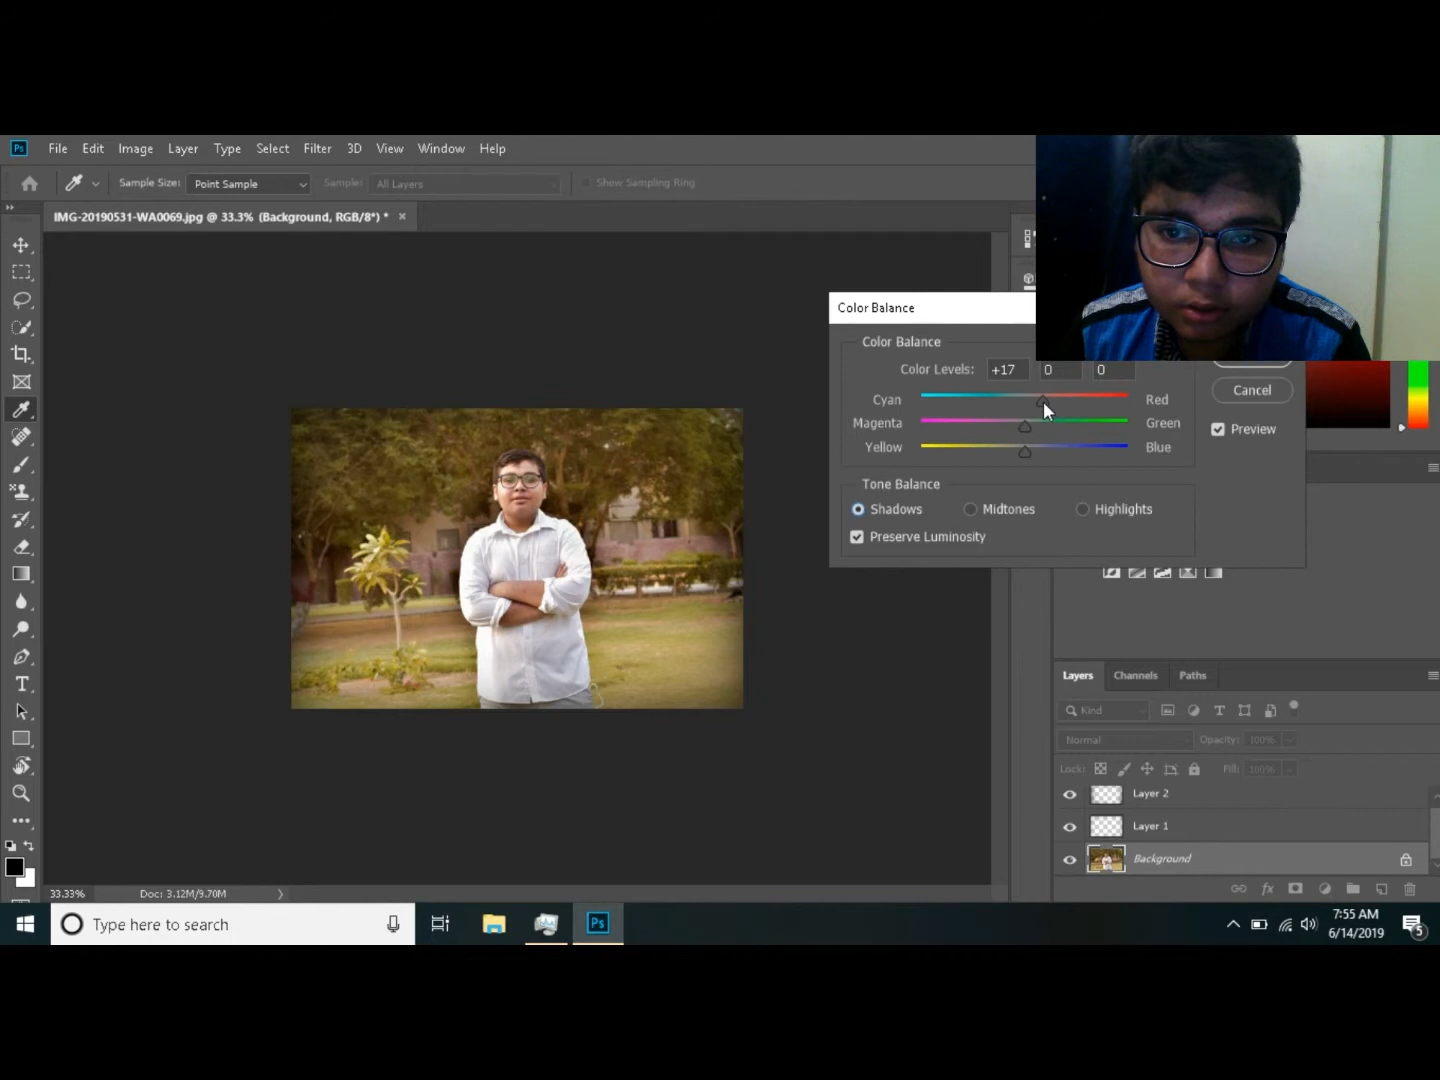 Ps File Edit Image Layer Type Select Filter 3D View Window Help
Sample Size: Point Sample Sample: All Layers Show Sampling Ring
IMG-20190531-WA0069.jpg @ 33.3% (Background, RGB/8*) * ×
Color Balance
Color Balance
Color Levels: +17 0 0
Cyan Red
Cancel
Magenta Green
Preview
Yellow Blue
Tone Balance
Shadows Midtones Highlights
Preserve Luminosity
Layers Channels Paths
Kind
Normal Opacity: 100%
Lock: Fill: 100%
Layer 2
Layer 1
Background
33.33% Doc: 3.12M/9.70M
Type here to search
Ps
7:55 AM
6/14/2019
5